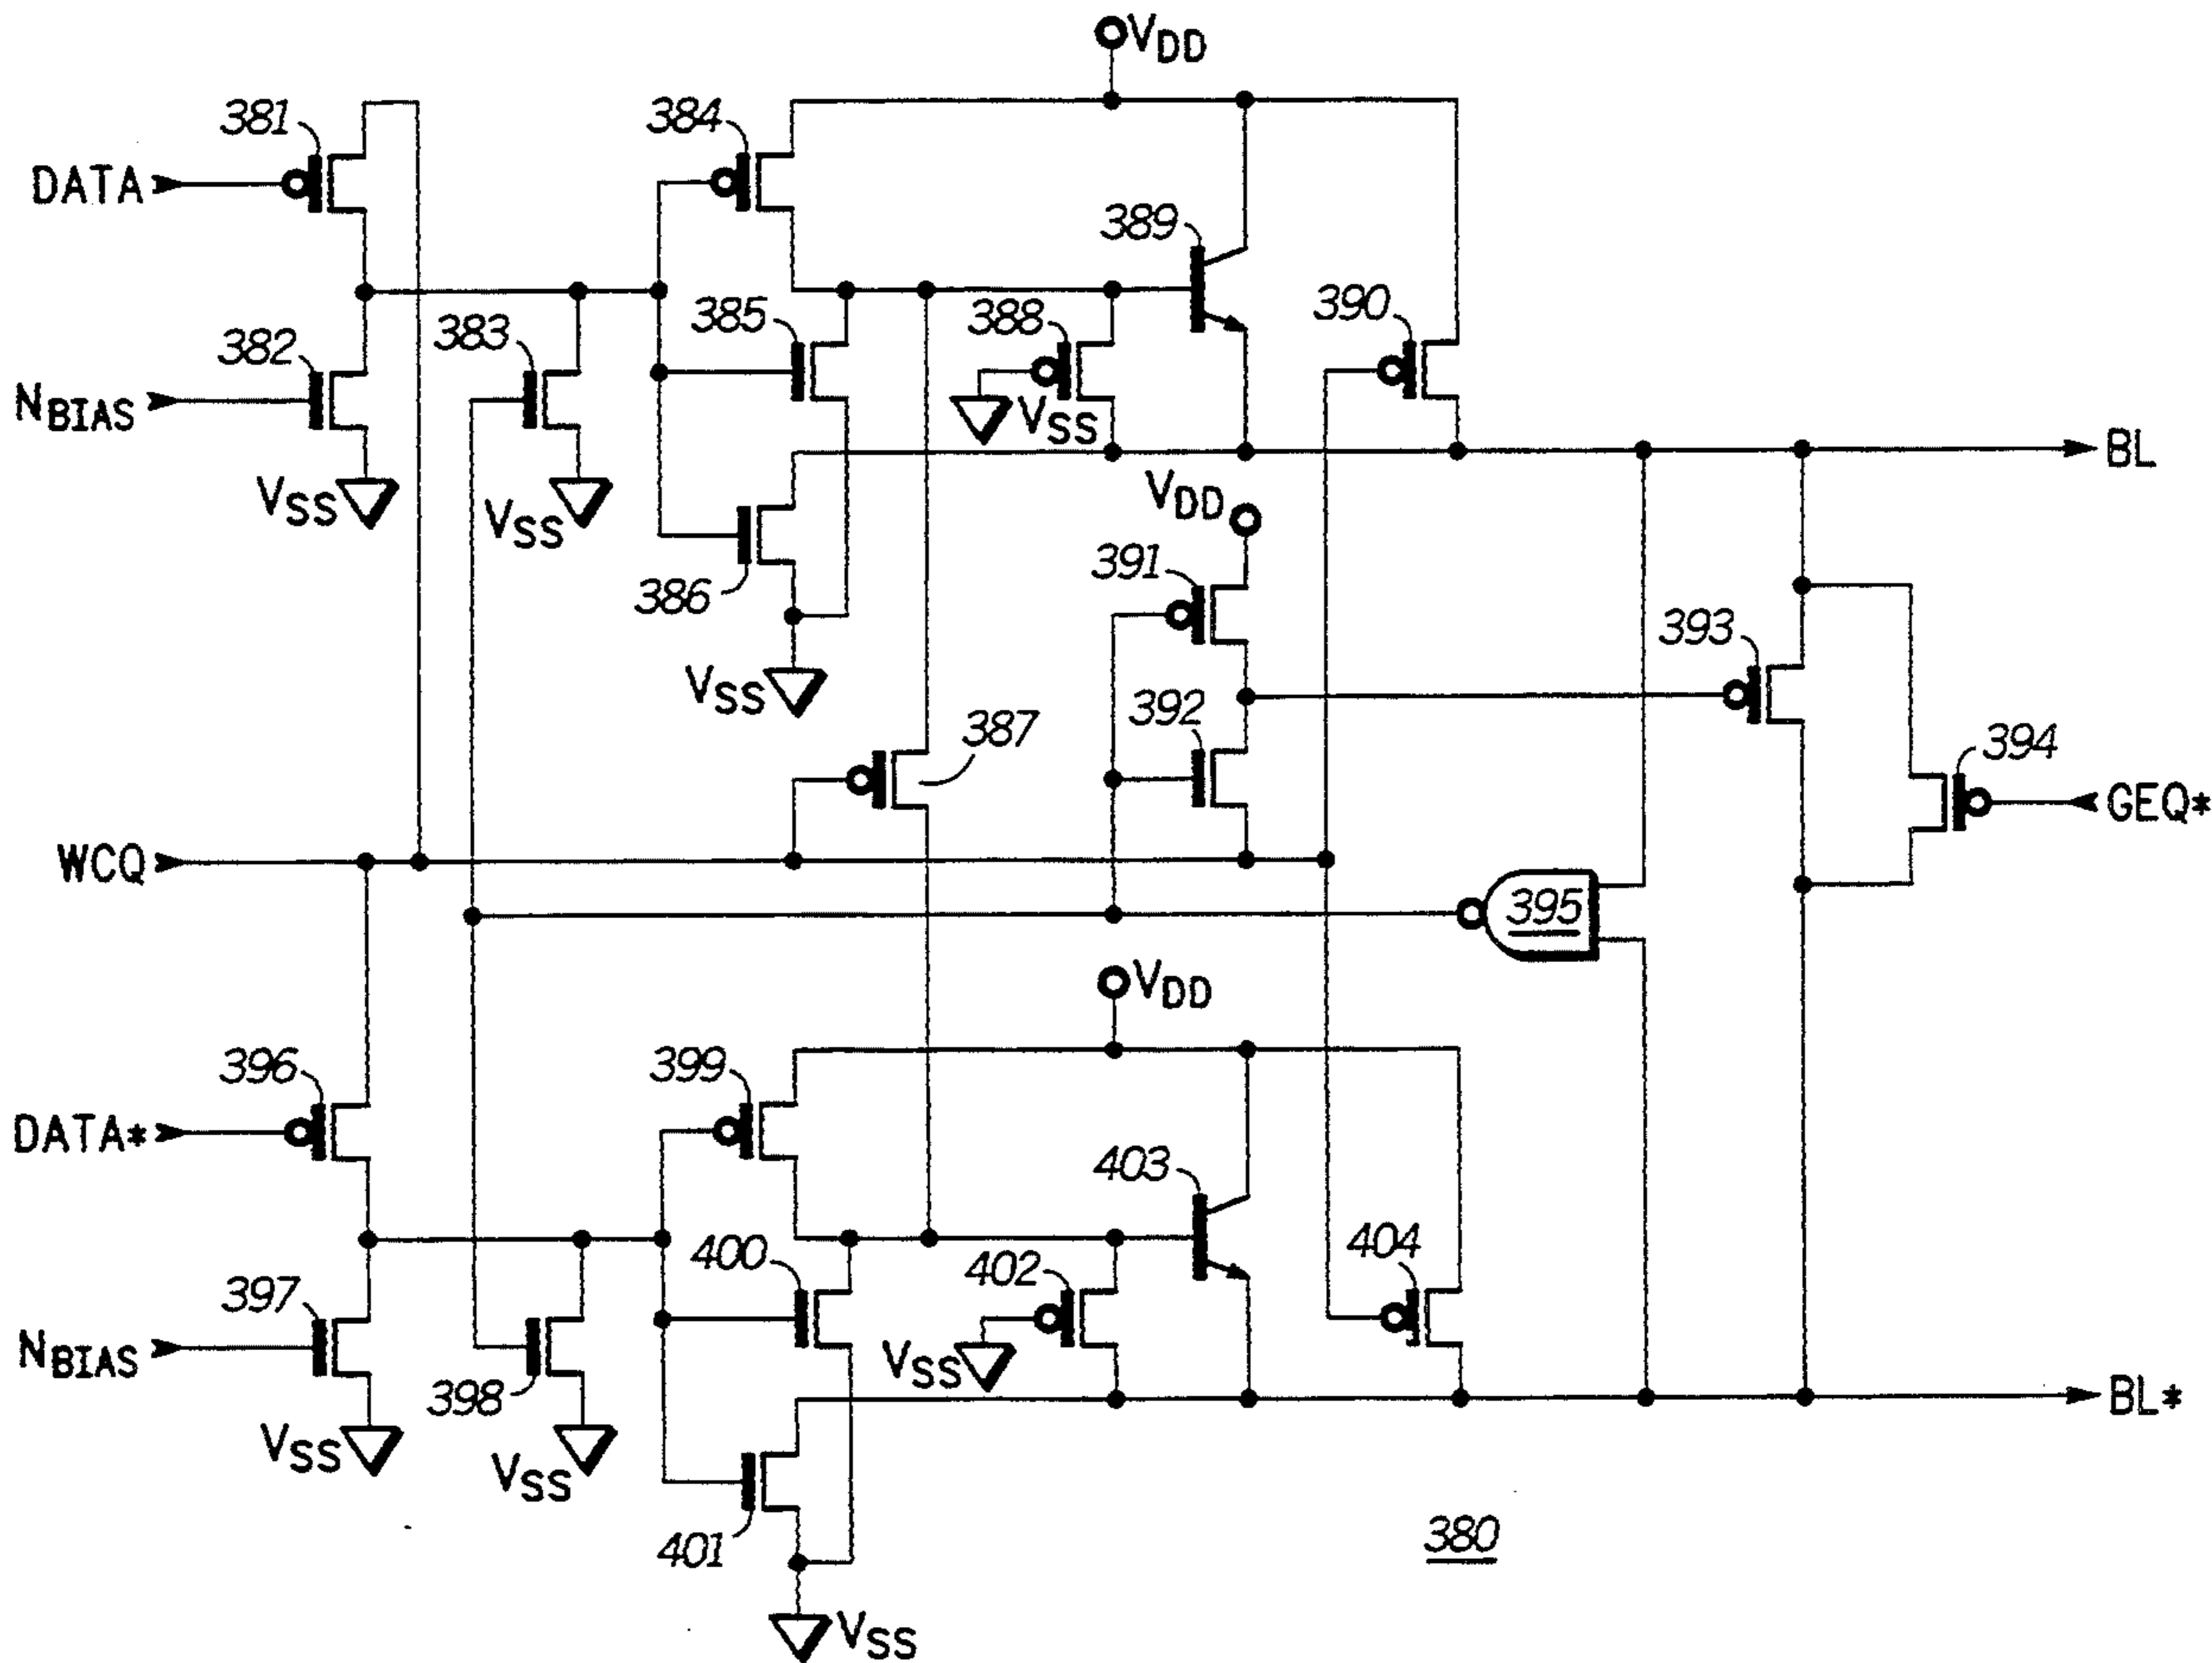 VDD
381
384
DATA
389
390
385
388
382
383
NBIAS
VSS
BL
VSS
VSS
VDD
391
386
393
VSS
392
387
394
GEQ*
WCQ
395
VDD
396
399
DATA*
403
404
400
402
397
NBIAS
VSS
398
BL*
VSS
VSS
401
380
VSS